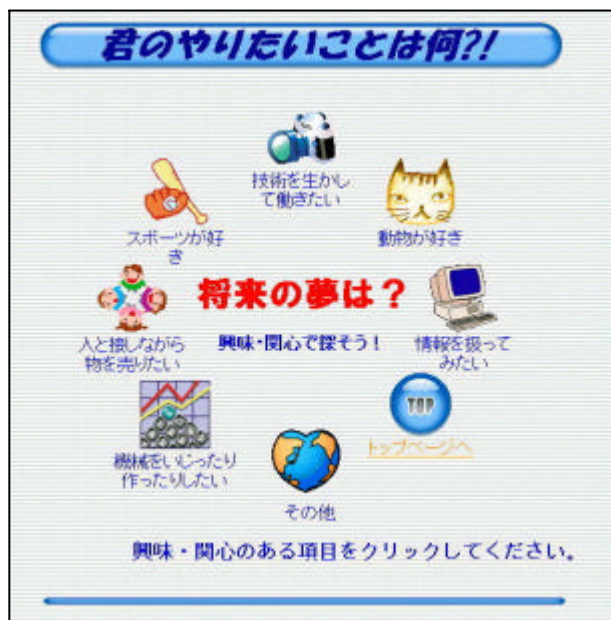 君のやりたいことは何?!
技術を生かし
て働きたい
スポーツが好
き
動物が好き
将来の夢は？
人と接しながら
物を売りたい
興味・関心で探そう！
情報を扱って
みたい
TOP
トップページへ
機械をいじったり
作ったりしたい
その他
興味・関心のある項目をクリックしてください。